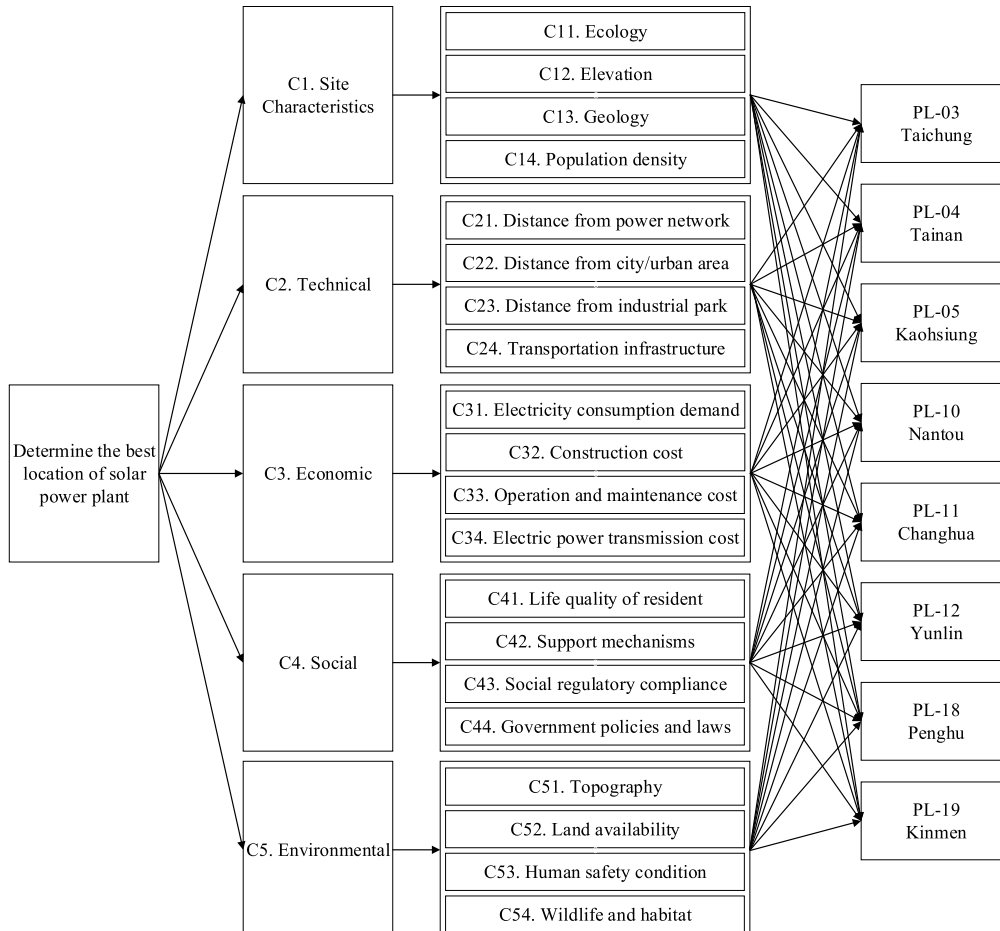 Determine the best
location of solar
power plant
C1. Site
Characteristics
C2. Technical
C3. Economic
C4. Social
C5. Environmental
C11. Ecology
C12. Elevation
C13. Geology
C14. Population density
C21. Distance from power network
C22. Distance from city/urban area
C23. Distance from industrial park
C24. Transportation infrastructure
C31. Electricity consumption demand
C32. Construction cost
C33. Operation and maintenance cost
C34. Electric power transmission cost
C41. Life quality of resident
C42. Support mechanisms
C43. Social regulatory compliance
C44. Government policies and laws
C51. Topography
C52. Land availability
C53. Human safety condition
C54. Wildlife and habitat
PL-03
Taichung
PL-04
Tainan
PL-05
Kaohsiung
PL-10
Nantou
PL-11
Changhua
PL-12
Yunlin
PL-18
Penghu
PL-19
Kinmen